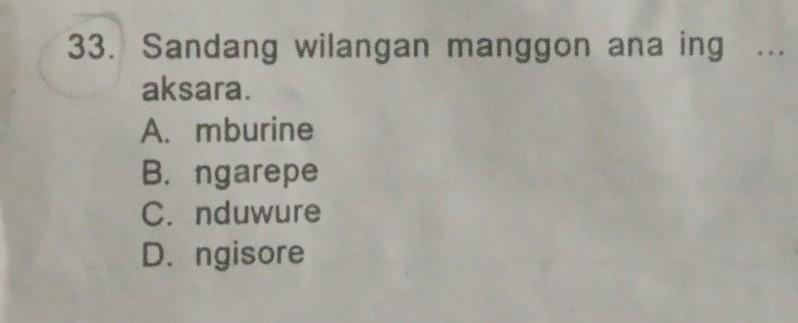 33. Sandang wilangan manggon ana ing ...
aksara.
A. mburine
B. ngarepe
C. nduwure
D. ngisore